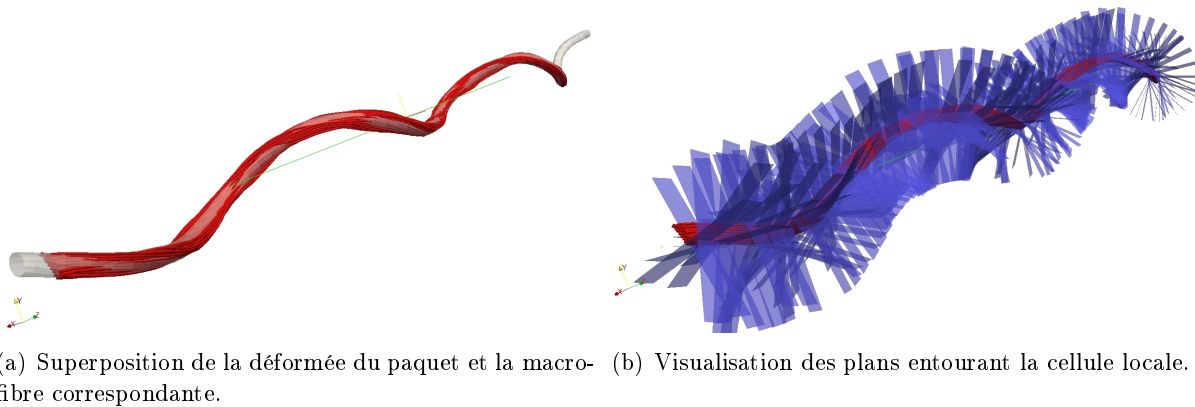 (a) Superposition de la déformée du paquet et la macro-
fibre correspondante.
(b) Visualisation des plans entourant la cellule locale.